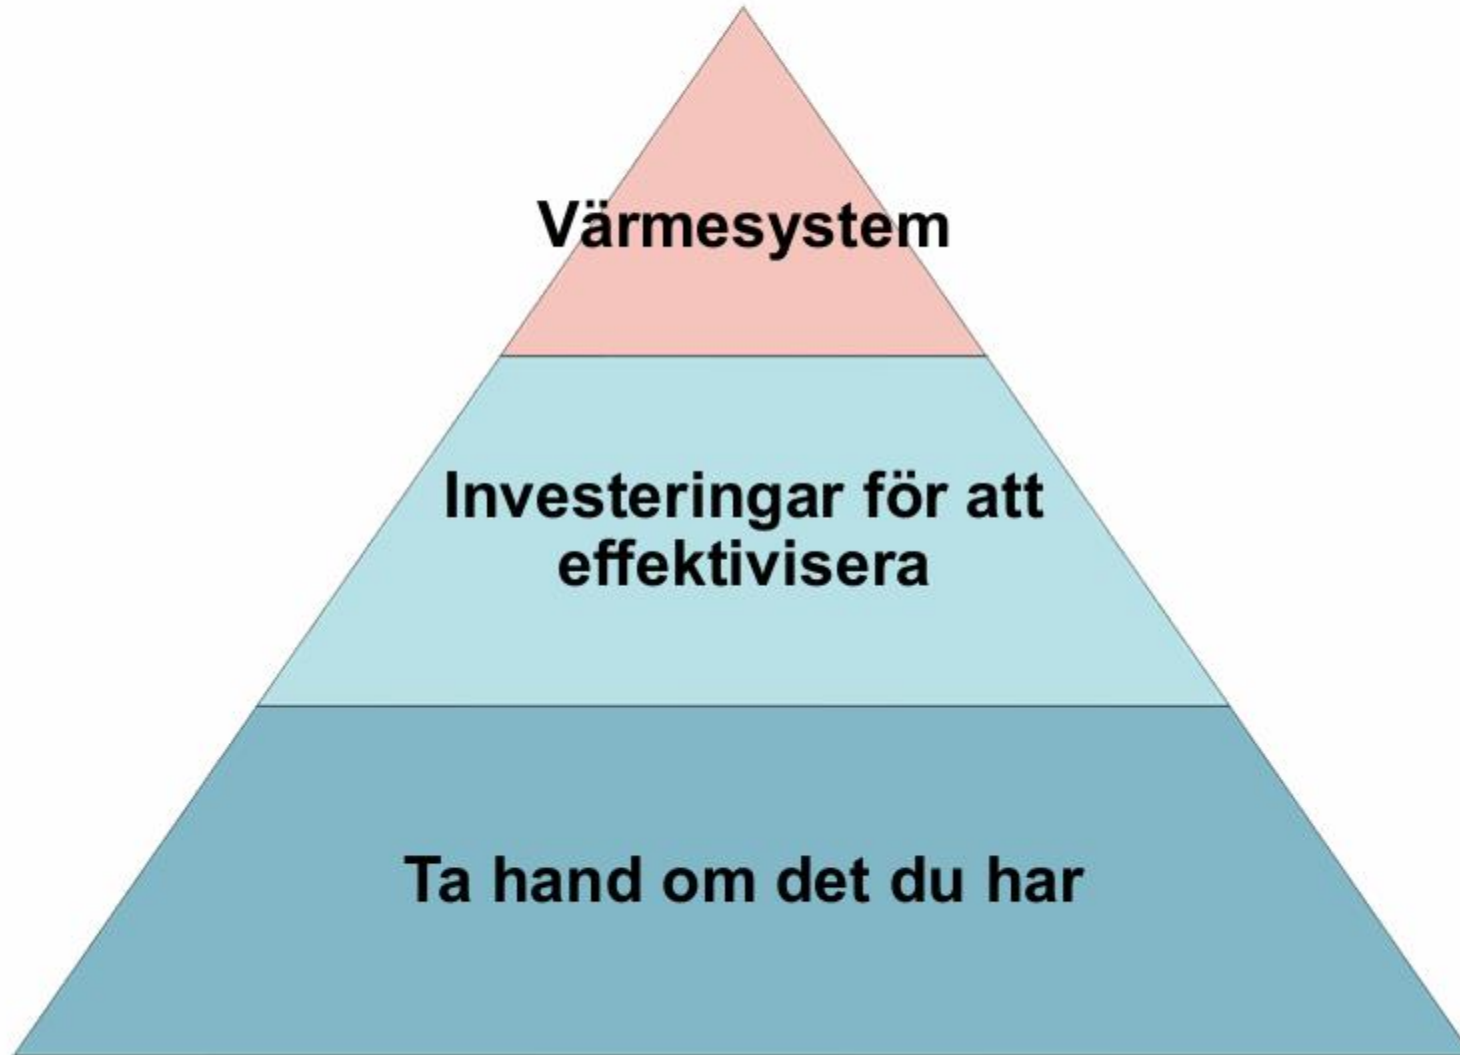 Värmesystem
Investeringar för att
effektivisera
Ta hand om det du har